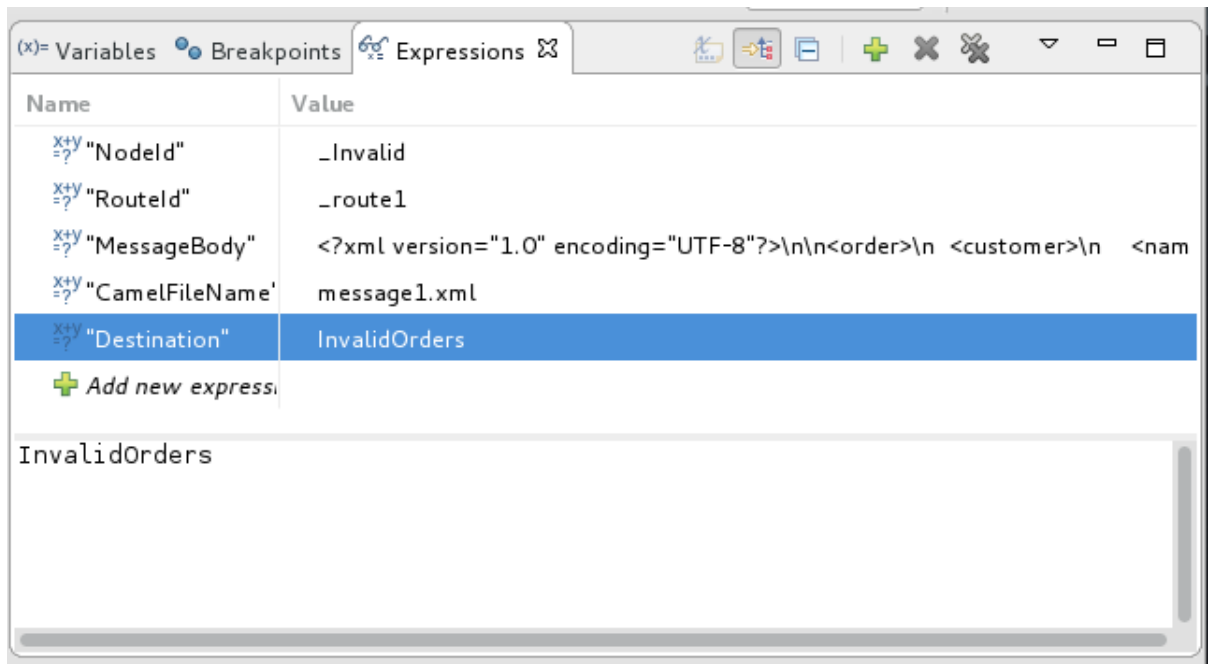 (x)= Variables Breakpoints Expressions
Name Value
x+y=? "NodeId" _Invalid
x+y=? "RouteId" _route1
x+y=? "MessageBody" <?xml version="1.0" encoding="UTF-8"?>\n\n<order>\n <customer>\n <nam
x+y=? "CamelFileName' message1.xml
x+y=? "Destination" InvalidOrders
Add new express
InvalidOrders